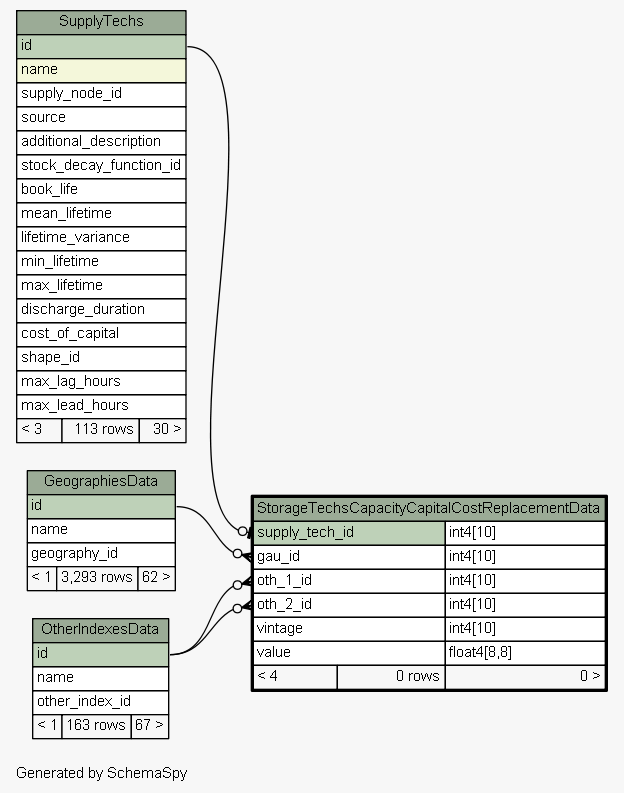 SupplyTechs
id
name
supply_node_id
source
additional_description
stock_decay_function_id
book_life
mean_lifetime
lifetime_variance
min_lifetime
max_lifetime
discharge_duration
cost_of_capital
shape_id
max_lag_hours
max_lead_hours
< 3 113 rows 30 >
GeographiesData
id
name
geography_id
< 1 3,293 rows 62 >
OtherIndexesData
id
name
other_index_id
< 1 163 rows 67 >
StorageTechsCapacityCapitalCostReplacementData
supply_tech_id int4[10]
gau_id int4[10]
oth_1_id int4[10]
oth_2_id int4[10]
vintage int4[10]
value float4[8,8]
< 4 0 rows 0 >
Generated by SchemaSpy